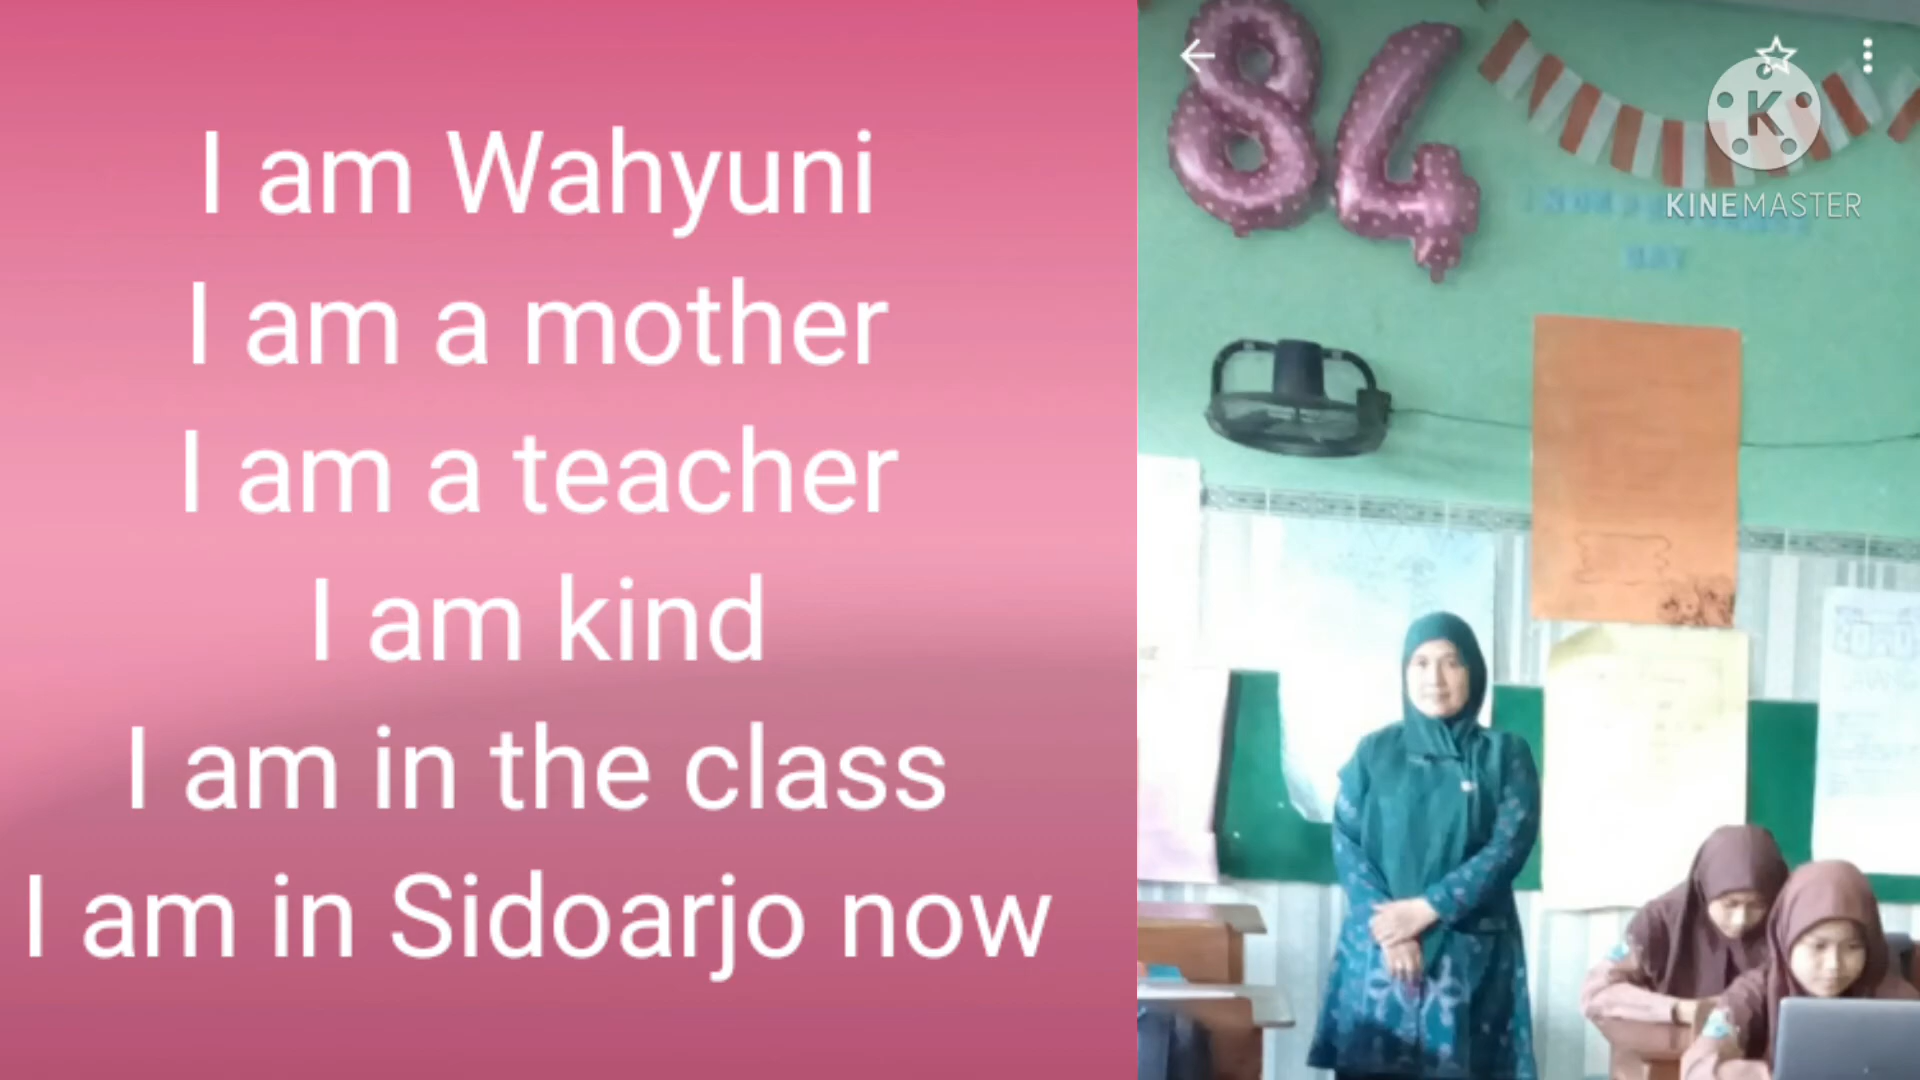 I am Wahyuni
I am a mother
I am a teacher
I am kind
I am in the class
I am in Sidoarjo now
84
K
KINEMASTER